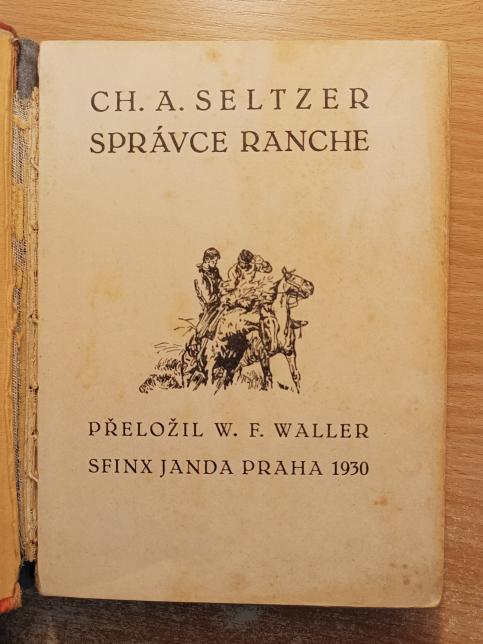 CH. A. SELTZER
SPRÁVCE RANCHE
PŘELOŽIL W. F. WALLER
SFINX JANDA PRAHA 1930